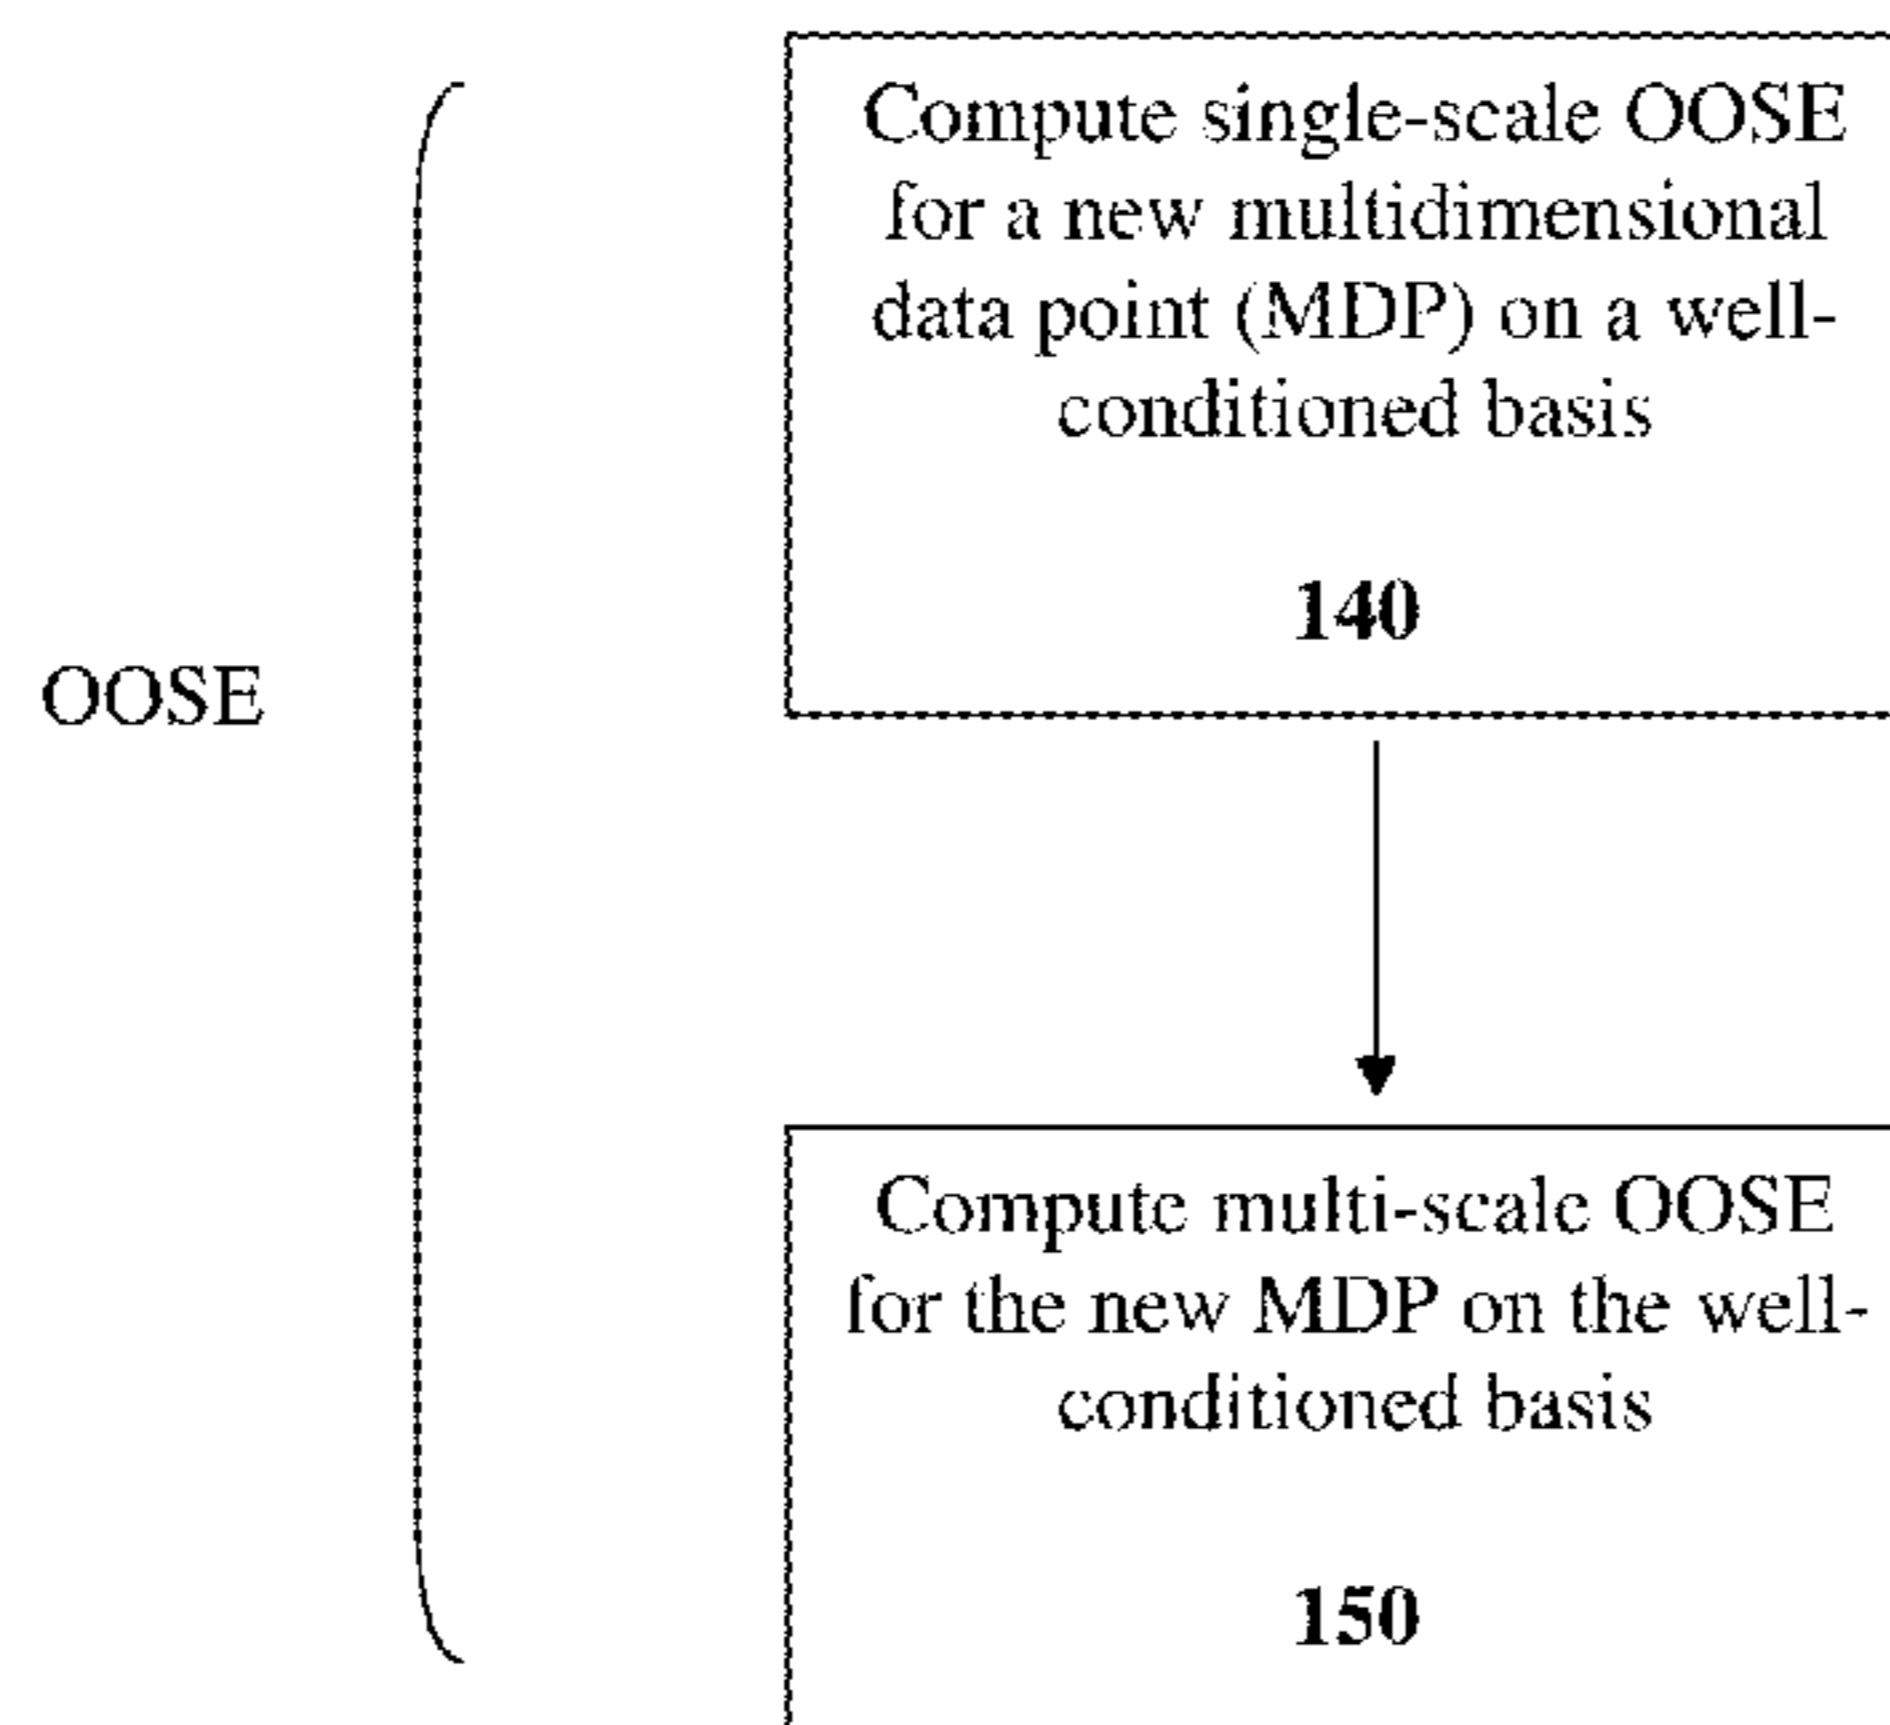 OOSE
Compute single-scale OOSE
for a new multidimensional
data point (MDP) on a well-
conditioned basis
140
Compute multi-scale OOSE
for the new MDP on the well-
conditioned basis
150